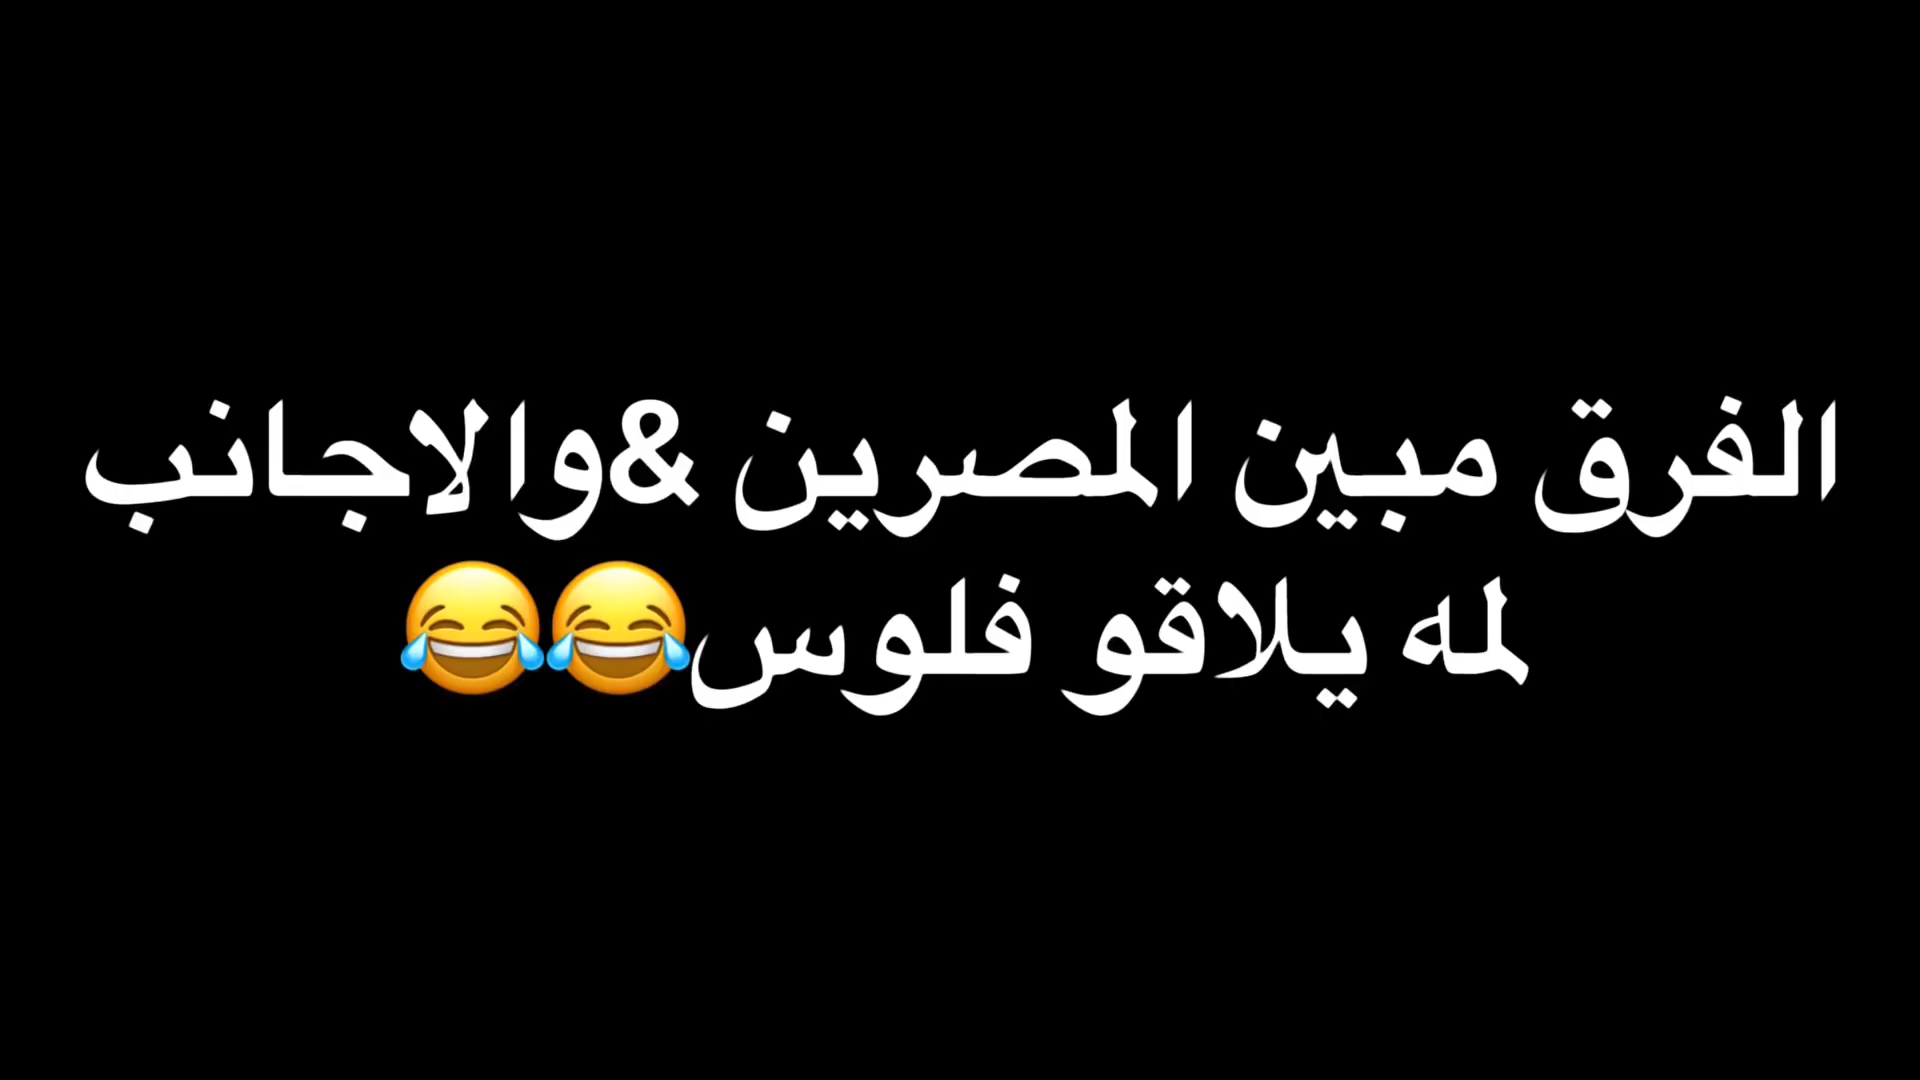 الفرق مبين المصرين &والاجانب
لمه يلاقو فلوس😂😂